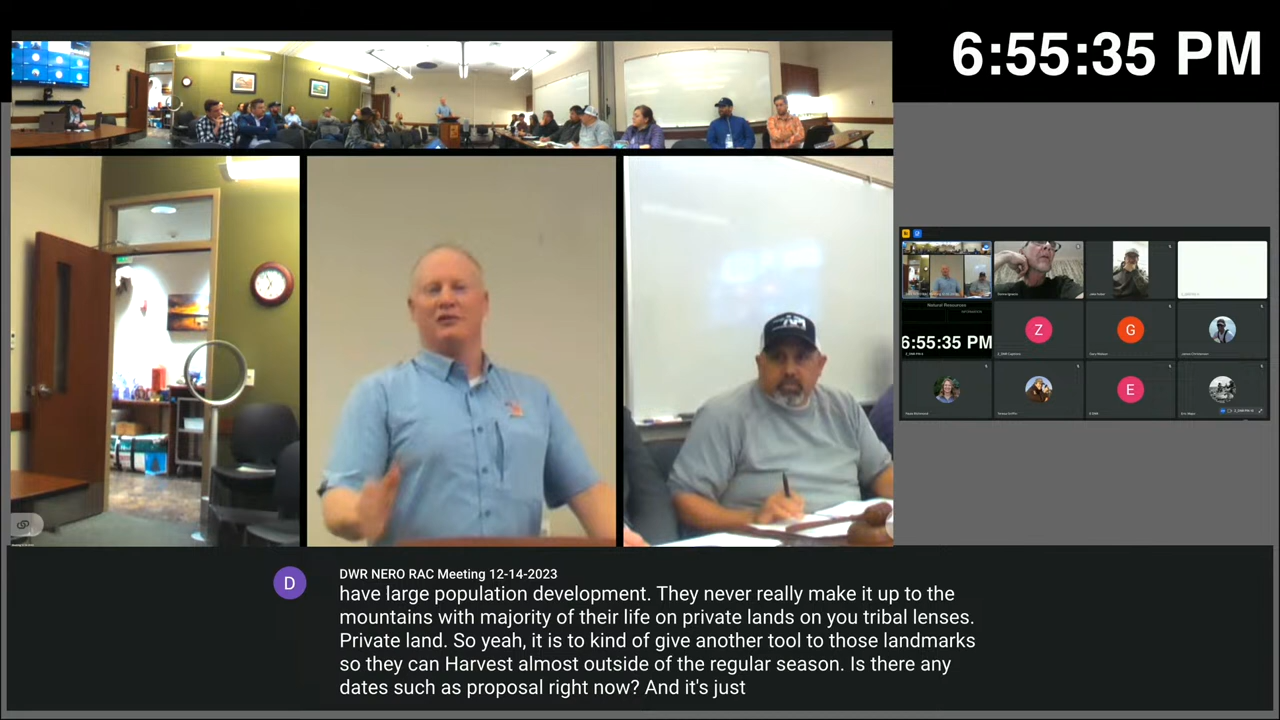 6:55:35 PM
Natural Resources
6:55:35 PM
Z
G
E
D
DWR NERO RAC Meeting 12-14-2023
have large population development. They never really make it up to the
mountains with majority of their life on private lands on you tribal lenses.
Private land. So yeah, it is to kind of give another tool to those landmarks
so they can Harvest almost outside of the regular season. Is there any
dates such as proposal right now? And it's just